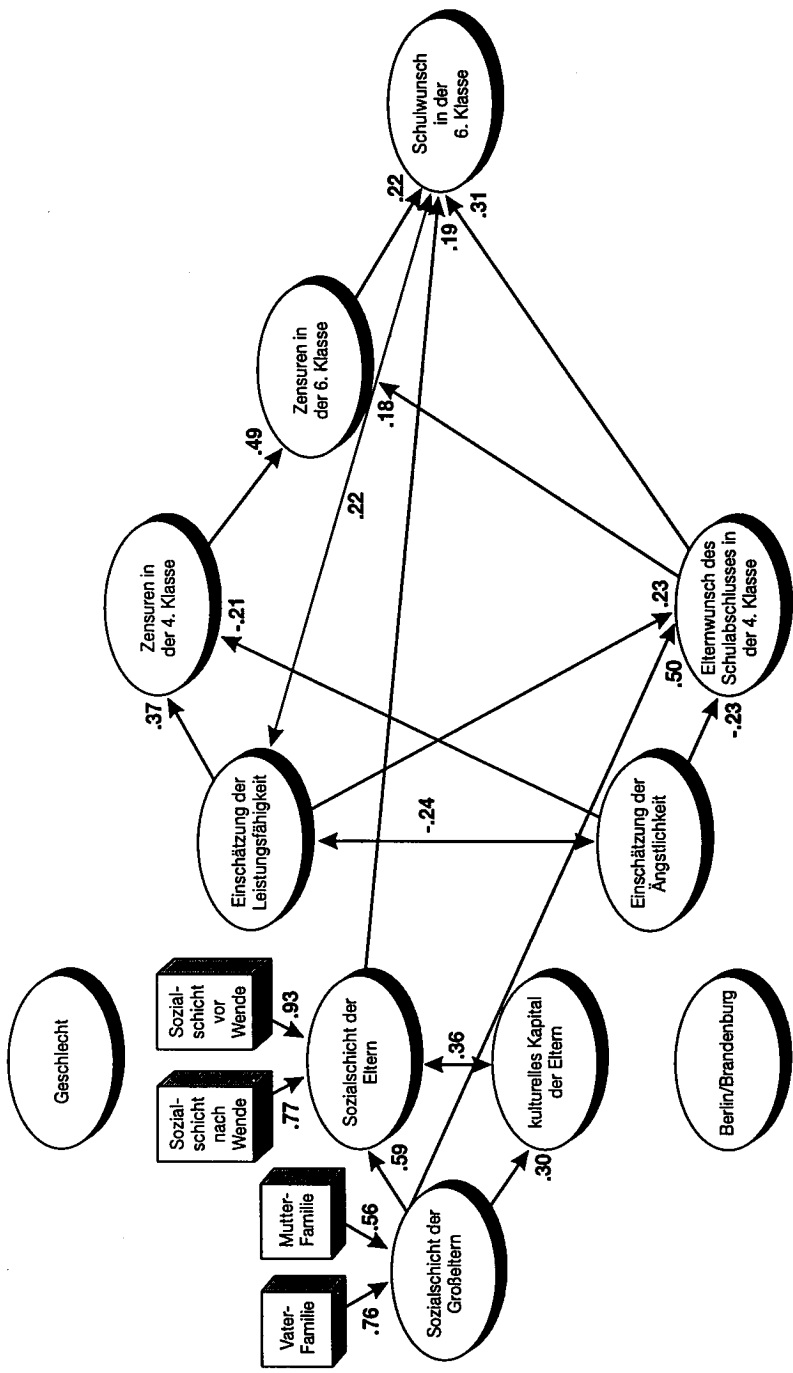 Geschlecht
Sozial-
schicht
nach
Wende
.77
Sozial-
schicht vor
Wende
.93
Vater-
Familie
.76
Mutter-
Familie
.56
Sozialschicht der
Großeltern
.59
.30
Sozialschicht der
Eltern
.36
kulturelles Kapital
der Eltern
Berlin/Brandenburg
Einschätzung der
Leistungsfähigkeit
-.24
Einschätzung der
Ängstlichkeit
.37
Zensuren in
der 4. Klasse
-.21
.49
Zensuren in
der 6. Klasse
.18
.22
-.23
.50
.23
Elternwunsch des
Schulabschlusses in
der 4. Klasse
.22
.19
.31
Schulwunsch
in der
6. Klasse